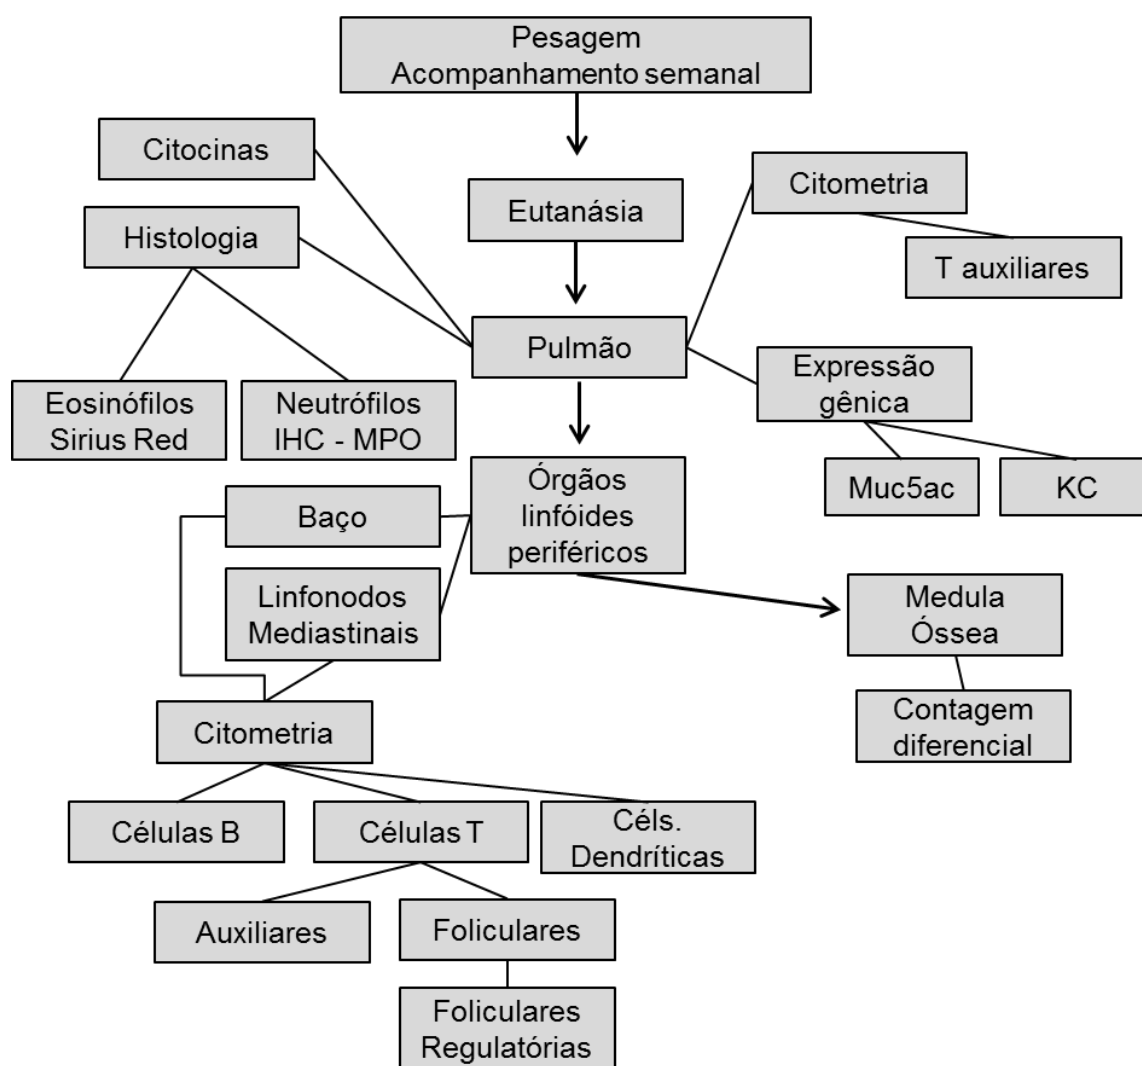 Pesagem
Acompanhamento semanal
Citocinas
Citometria
Eutanásia
Histologia
T auxiliares
Pulmão
Expressão
gênica
Eosinófilos
Sirius Red
Neutrófilos
IHC - MPO
Muc5ac
KC
Órgãos
linfóides
periféricos
Baço
Linfonodos
Mediastinais
Medula
Óssea
Contagem
diferencial
Citometria
Células B
Células T
Céls.
Dendríticas
Auxiliares
Foliculares
Foliculares
Regulatórias